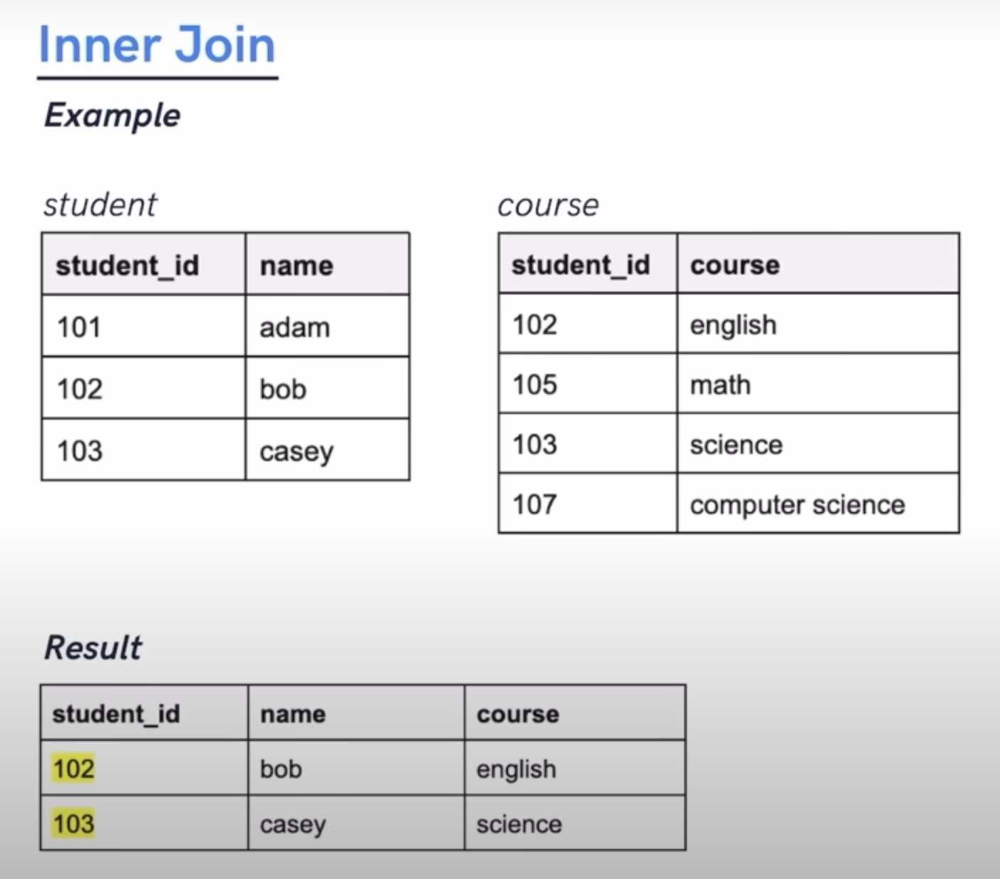 Inner Join
Example
student
student_id name
101 adam
102 bob
103 casey
course
student_id course
102 english
105 math
103 science
107 computer science
Result
student_id name course
102 bob english
103 casey science